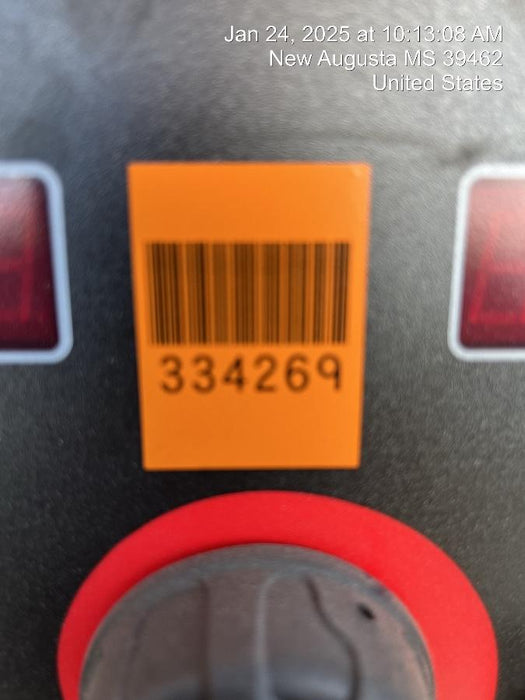 Jan 24, 2025 at 10:13:08 AM
New Augusta MS 39462
United States
334269